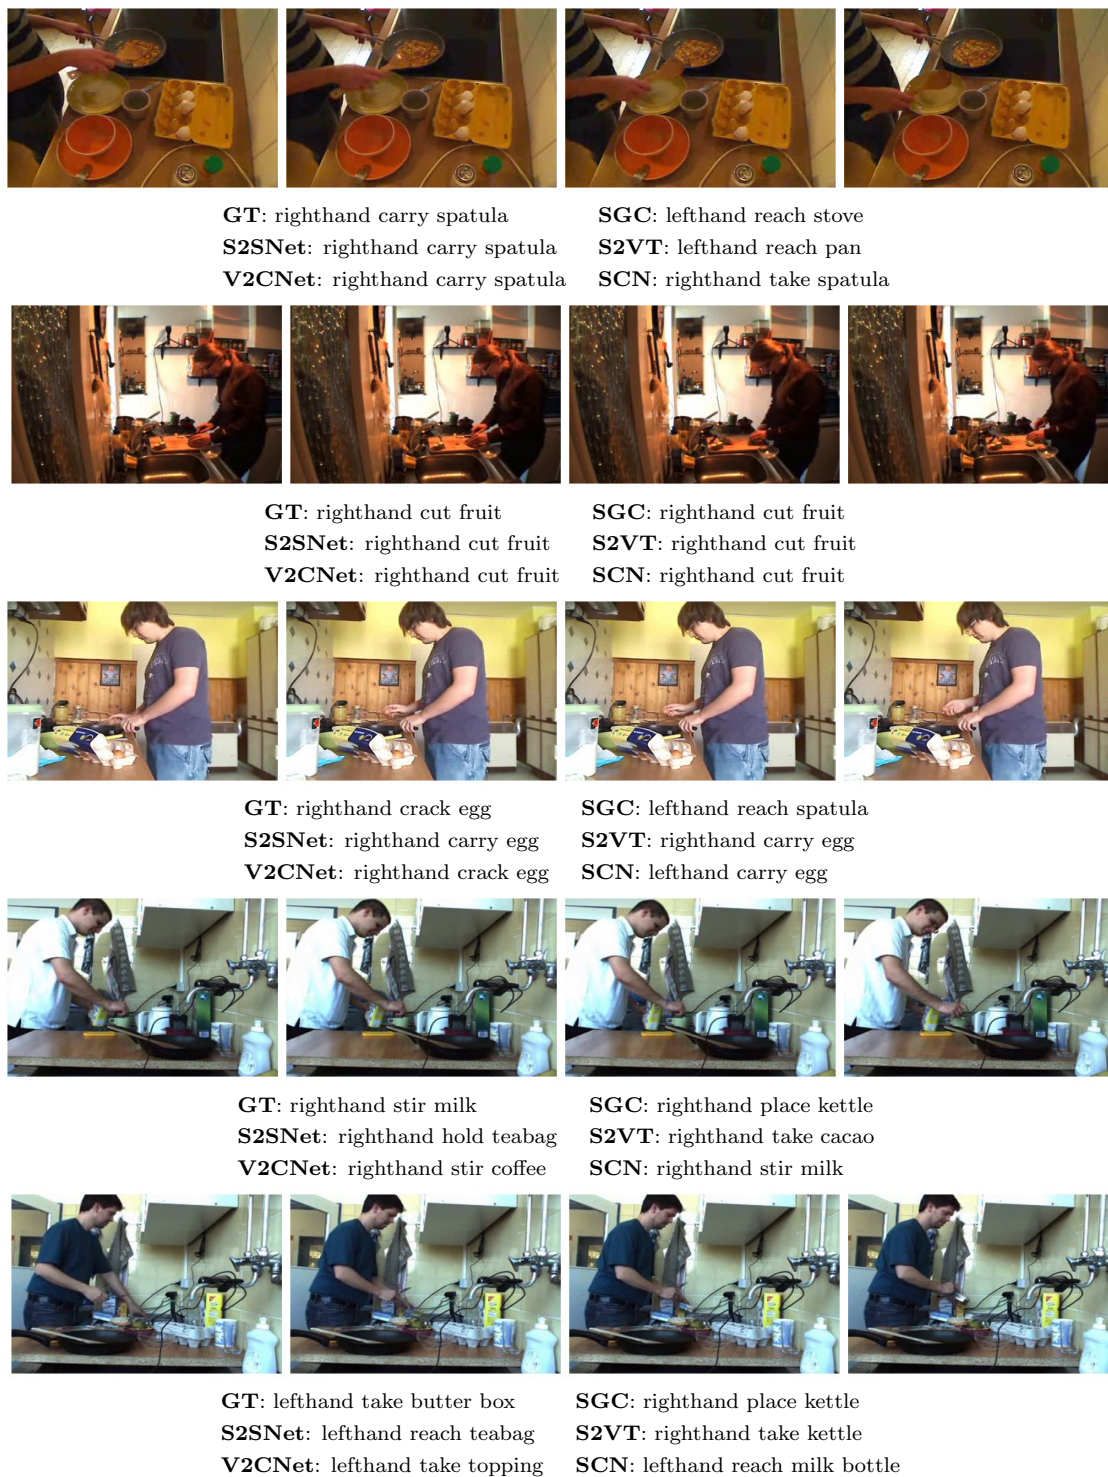 GT: righthand carry spatula SGC: lefthand reach stove
S2SNet: righthand carry spatula S2VT: lefthand reach pan
V2CNet: righthand carry spatula SCN: righthand take spatula
GT: righthand cut fruit SGC: righthand cut fruit
S2SNet: righthand cut fruit S2VT: righthand cut fruit
V2CNet: righthand cut fruit SCN: righthand cut fruit
GT: righthand crack egg SGC: lefthand reach spatula
S2SNet: righthand carry egg S2VT: righthand carry egg
V2CNet: righthand crack egg SCN: lefthand carry egg
GT: righthand stir milk SGC: righthand place kettle
S2SNet: righthand hold teabag S2VT: righthand take cacao
V2CNet: righthand stir coffee SCN: righthand stir milk
GT: lefthand take butter box SGC: righthand place kettle
S2SNet: lefthand reach teabag S2VT: righthand take kettle
V2CNet: lefthand take topping SCN: lefthand reach milk bottle